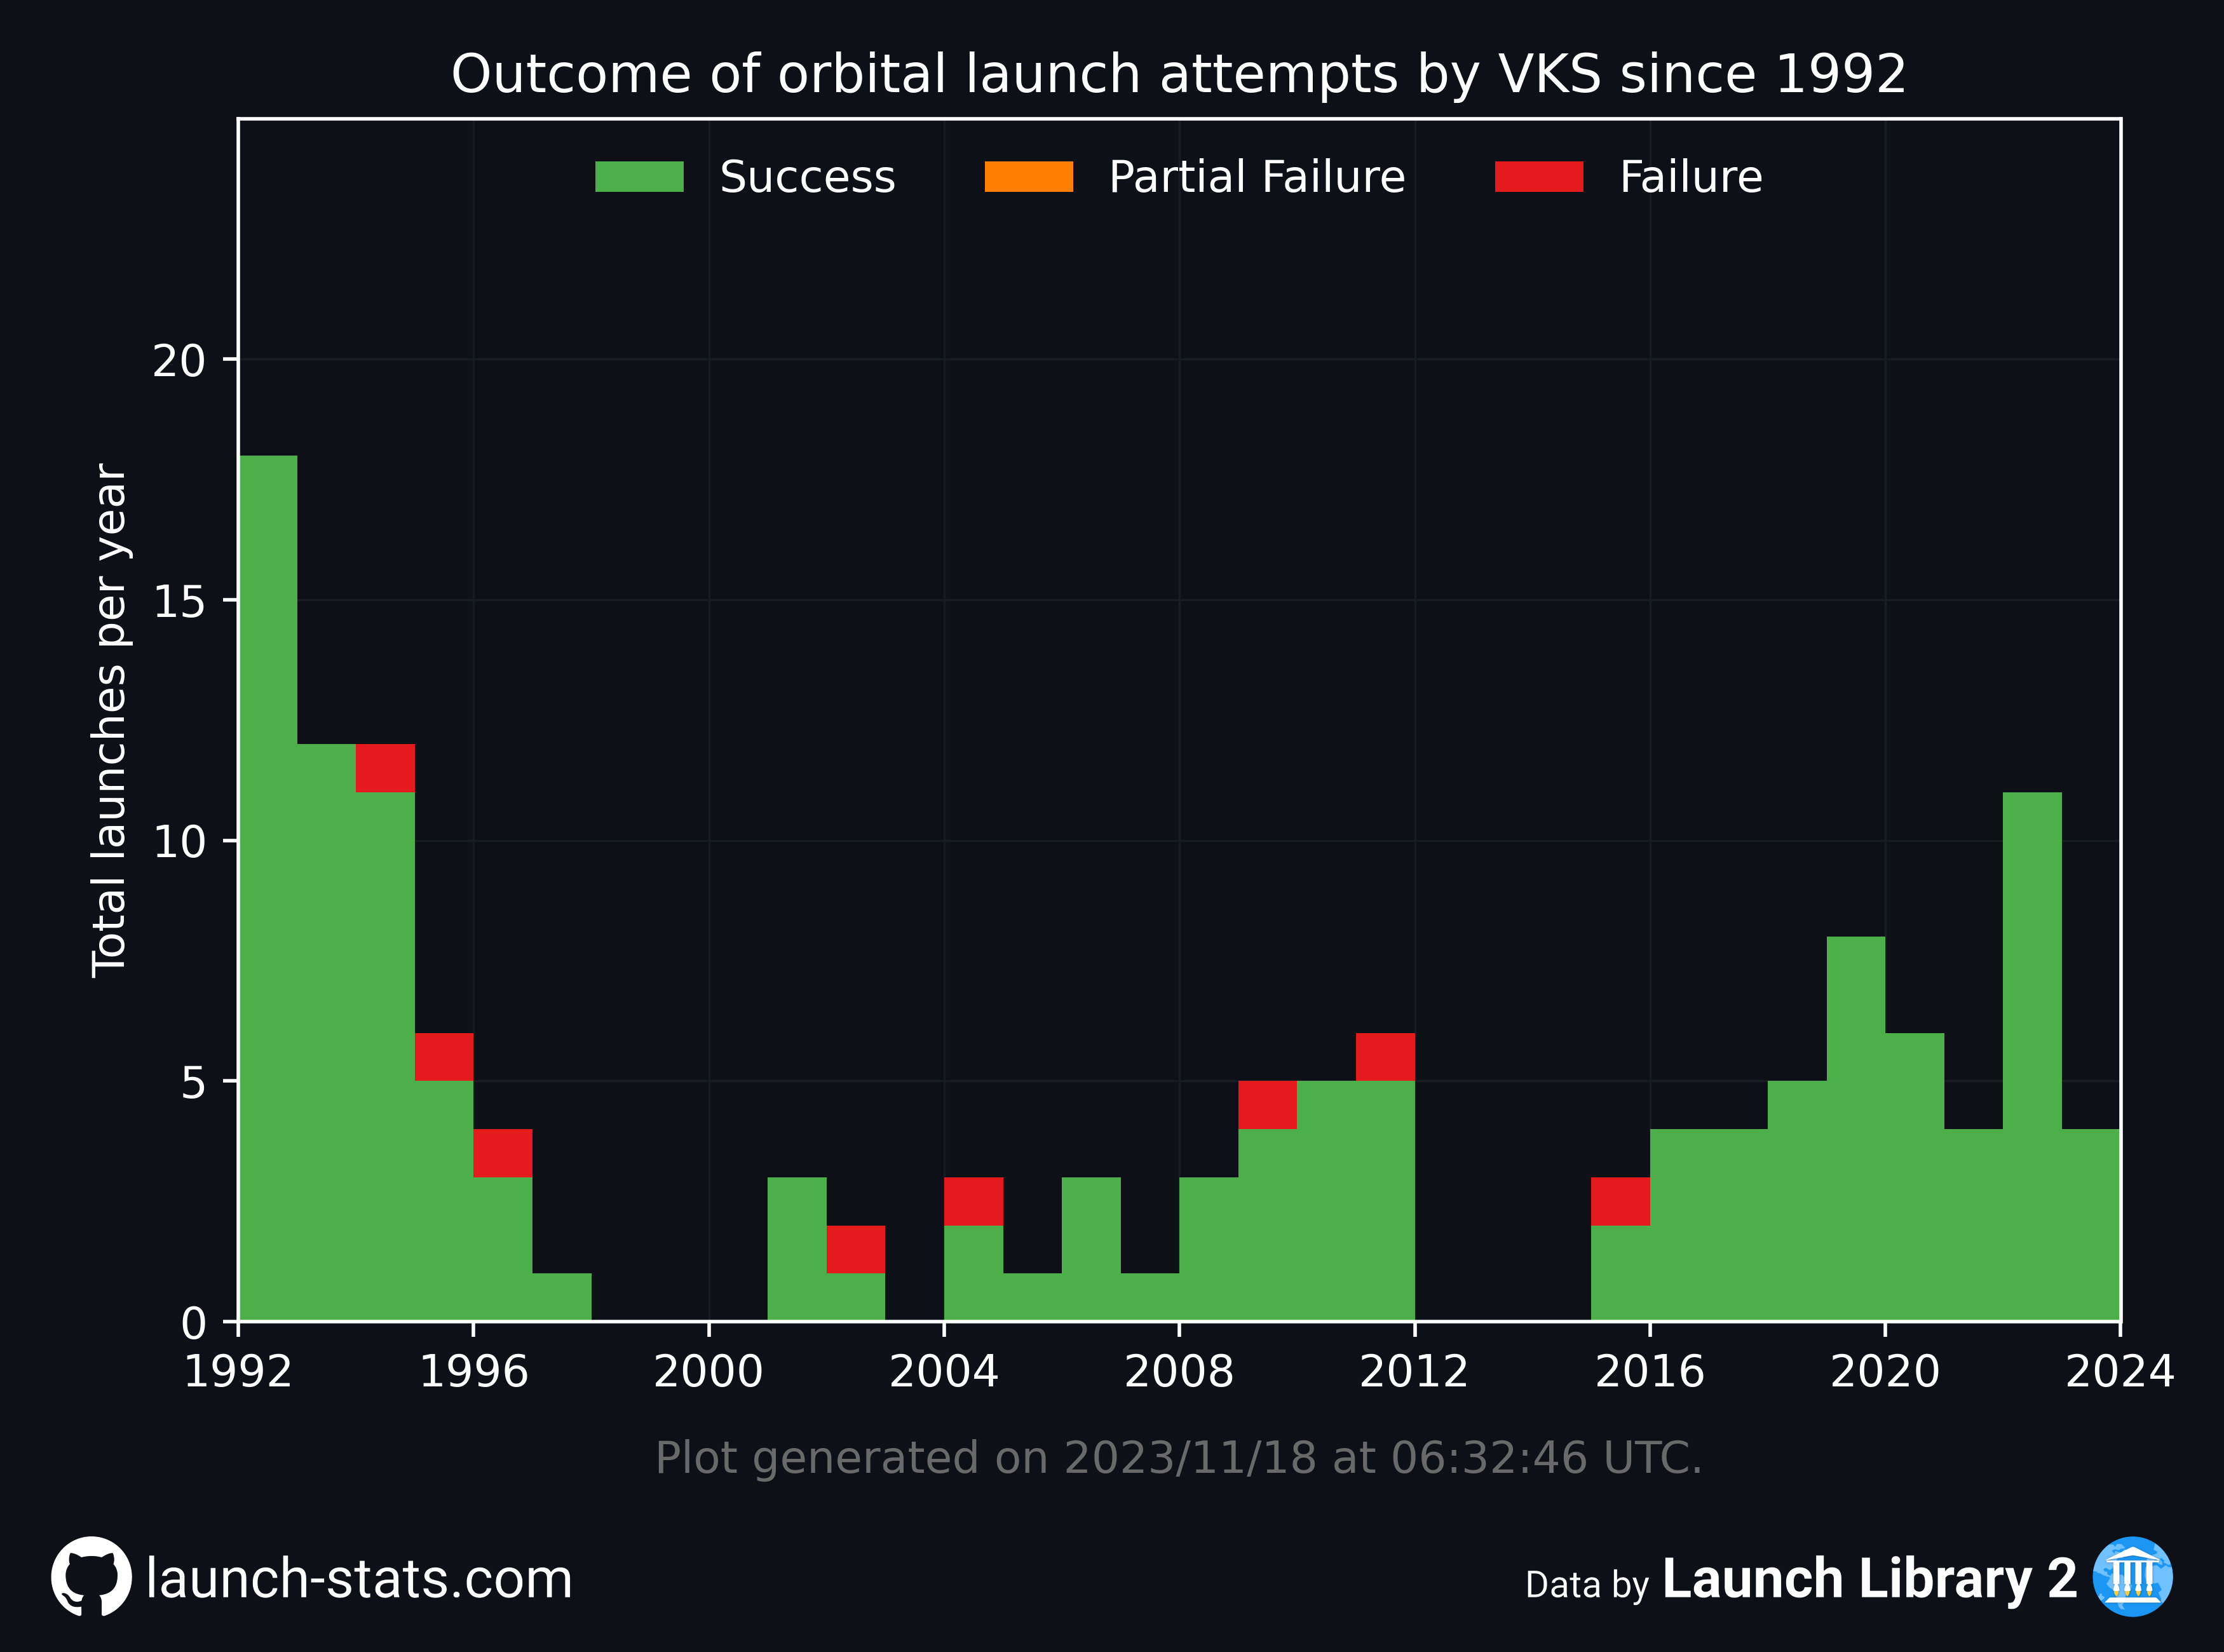 Outcome of orbital launch attempts by VKS since 1992
Success Partial Failure Failure
Total launches per year
20
15
10
5
0
1992 1996 2000 2004 2008 2012 2016 2020 2024
Plot generated on 2023/11/18 at 06:32:46 UTC.
launch-stats.com
Data by Launch Library 2